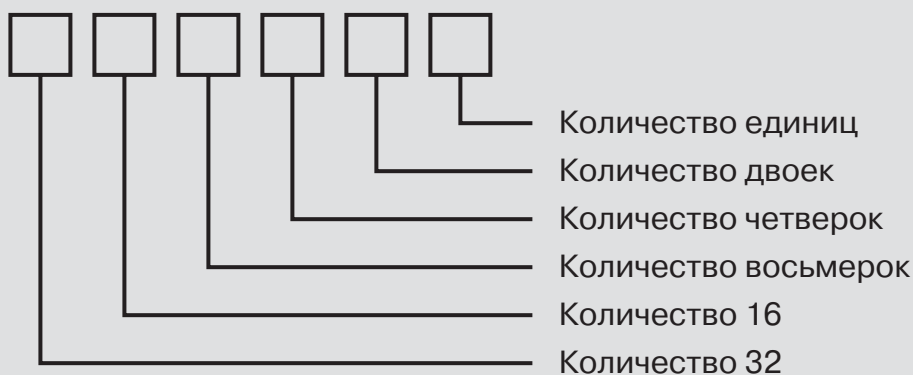 Количество единиц
Количество двоек
Количество четверок
Количество восьмерок
Количество 16
Количество 32